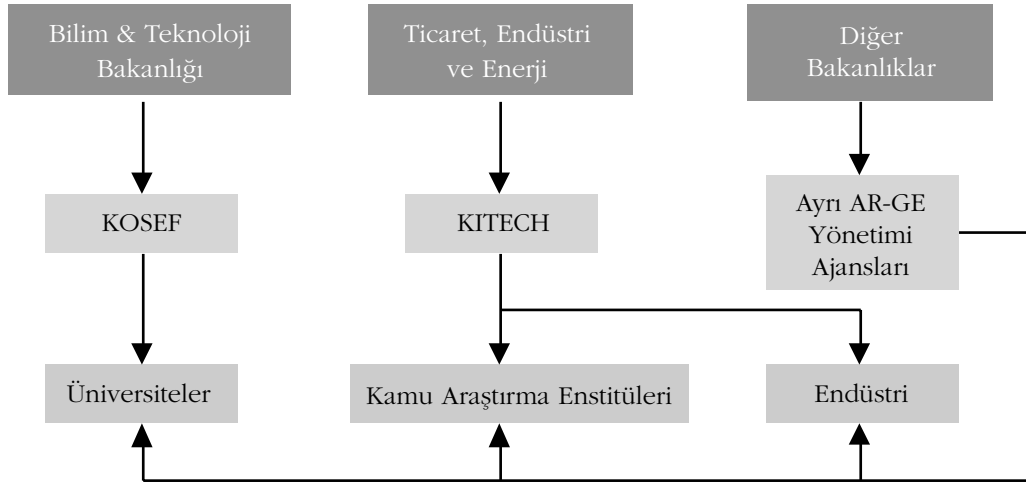 Bilim & Teknoloji
Bakanlığı
Ticaret, Endüstri
ve Enerji
Diğer
Bakanlıklar
KOSEF
KITECH
Ayrı AR-GE
Yönetimi
Ajansları
Üniversiteler
Kamu Araştırma Enstitüleri
Endüstri